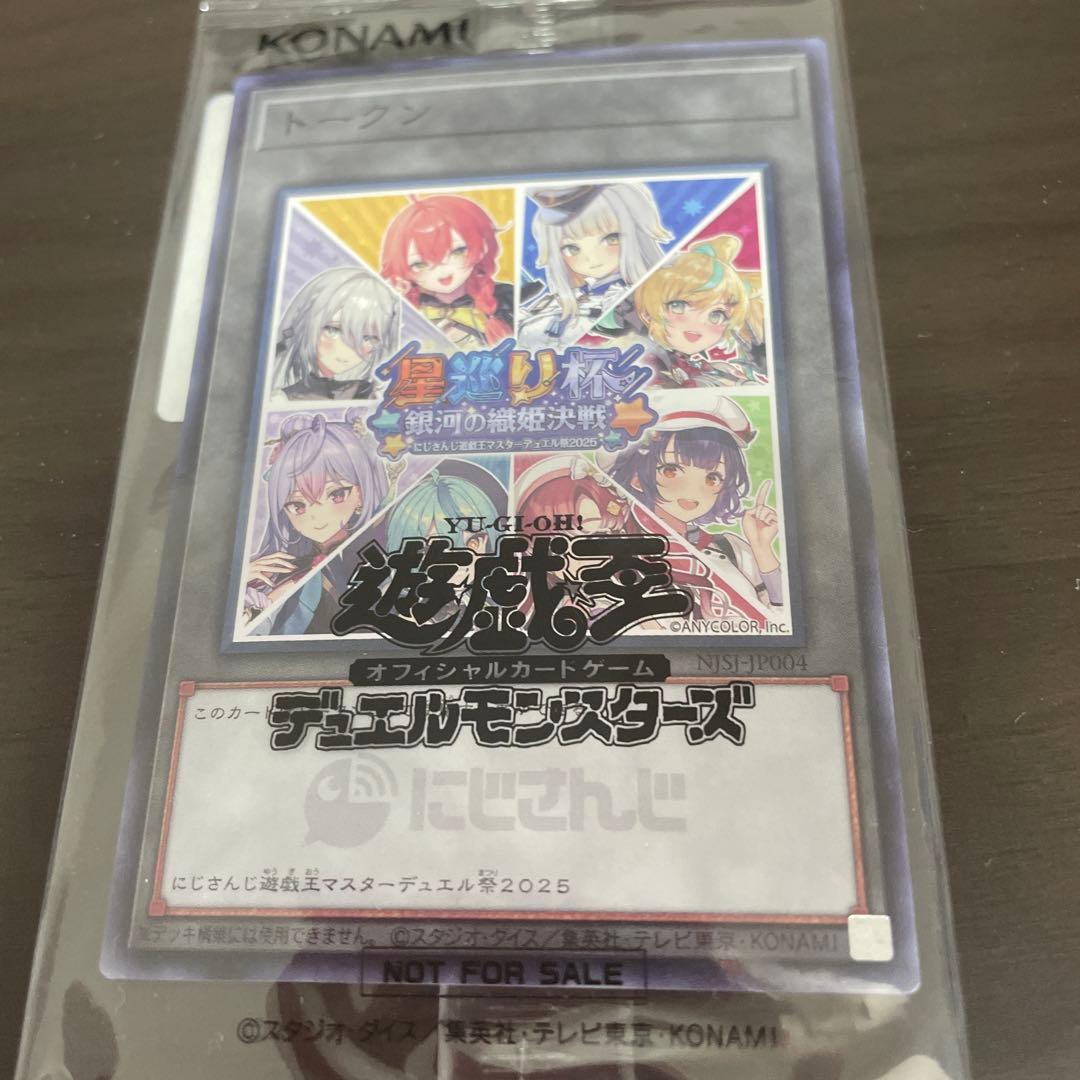 KONAMI
トークン
星巡り杯
銀河の織姫決戦
にじさんじ遊戯王マスターデュエル祭2025
YU-GI-OH!
遊戯王
©ANYCOLOR, Inc.
オフィシャルカードゲーム
NJSJ-JP004
このカード
デュエルモンスターズ
にじさんじ
にじさんじ遊戯王マスターデュエル祭2025
※デッキ構築には使用できません。 ©スタジオ・ダイス/集英社・テレビ東京・KONAMI
NOT FOR SALE
©スタジオ・ダイス/集英社・テレビ東京・KONAMI